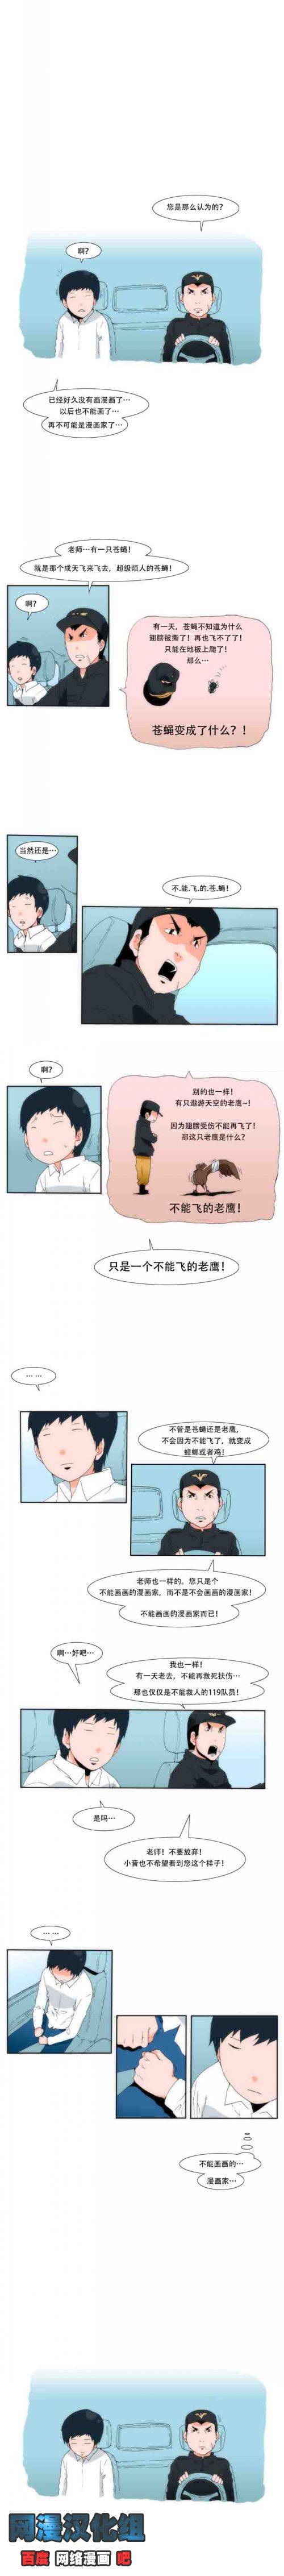 您是那么认为的?
啊?
已经好久没有画漫画了…
以后也不能画了…
再不可能是漫画家了…
老师…有一只苍蝇!
就是那个成天飞来飞去，超级烦人的苍蝇!
啊?
有一天，苍蝇不知道为什么
翅膀被撕了! 再也飞不了了!
只能在地板上爬了!
那么…
苍蝇变成了什么?!
当然还是…
不.能.飞.的.苍.蝇!
啊?
别的也一样!
有只遨游天空的老鹰~!
因为翅膀受伤不能再飞了!
那这只老鹰是什么?
不能飞的老鹰!
只是一个不能飞的老鹰!
… …
不管是苍蝇还是老鹰，
不会因为不能飞了，就变成
蟑螂或者鸡!
老师也一样的。您只是个
不能画画的漫画家，而不是不会画画的漫画家!
不能画画的漫画家而已!
啊…好吧…
我也一样!
有一天老去，不能再救死扶伤…
那也仅仅是不能救人的119队员!
是吗…
老师! 不要放弃!
小音也不希望看到您这个样子!
… …
不能画画的…
漫画家…
网漫汉化组
百度 网络漫画 吧